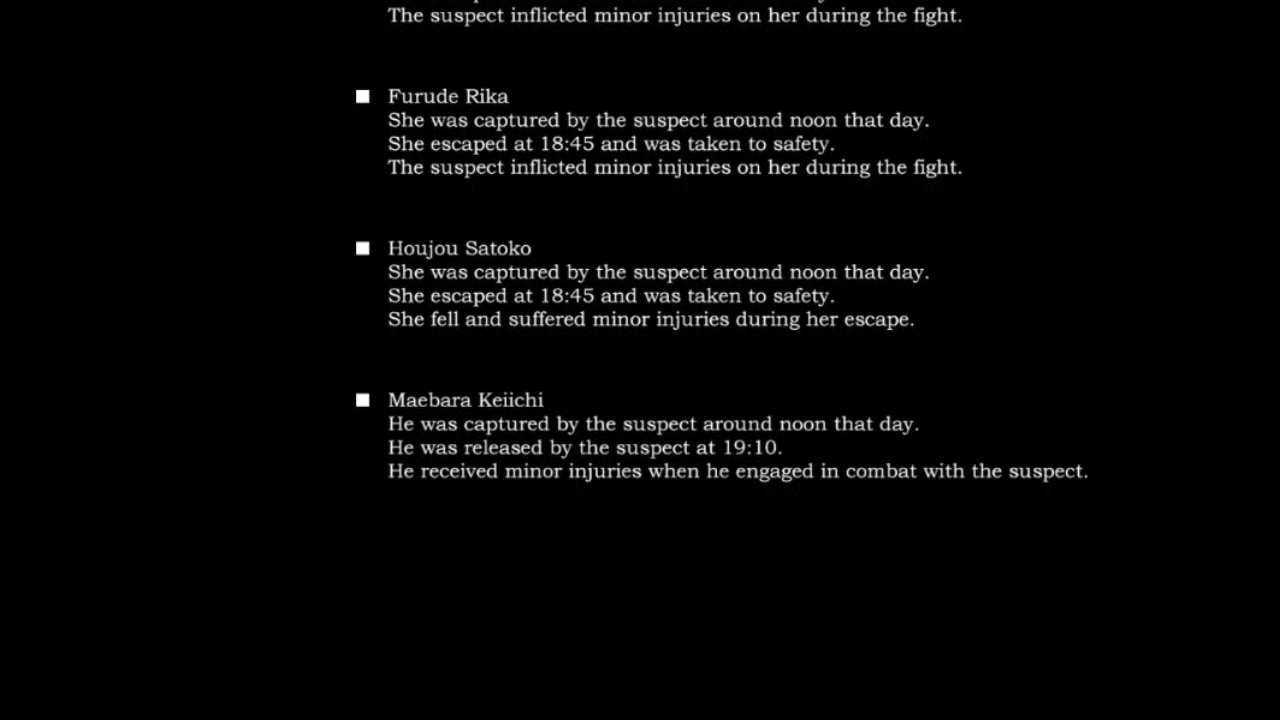 The suspect inflicted minor injuries on her during the fight.
■ Furude Rika
She was captured by the suspect around noon that day.
She escaped at 18:45 and was taken to safety.
The suspect inflicted minor injuries on her during the fight.
■ Houjou Satoko
She was captured by the suspect around noon that day.
She escaped at 18:45 and was taken to safety.
She fell and suffered minor injuries during her escape.
■ Maebara Keiichi
He was captured by the suspect around noon that day.
He was released by the suspect at 19:10.
He received minor injuries when he engaged in combat with the suspect.